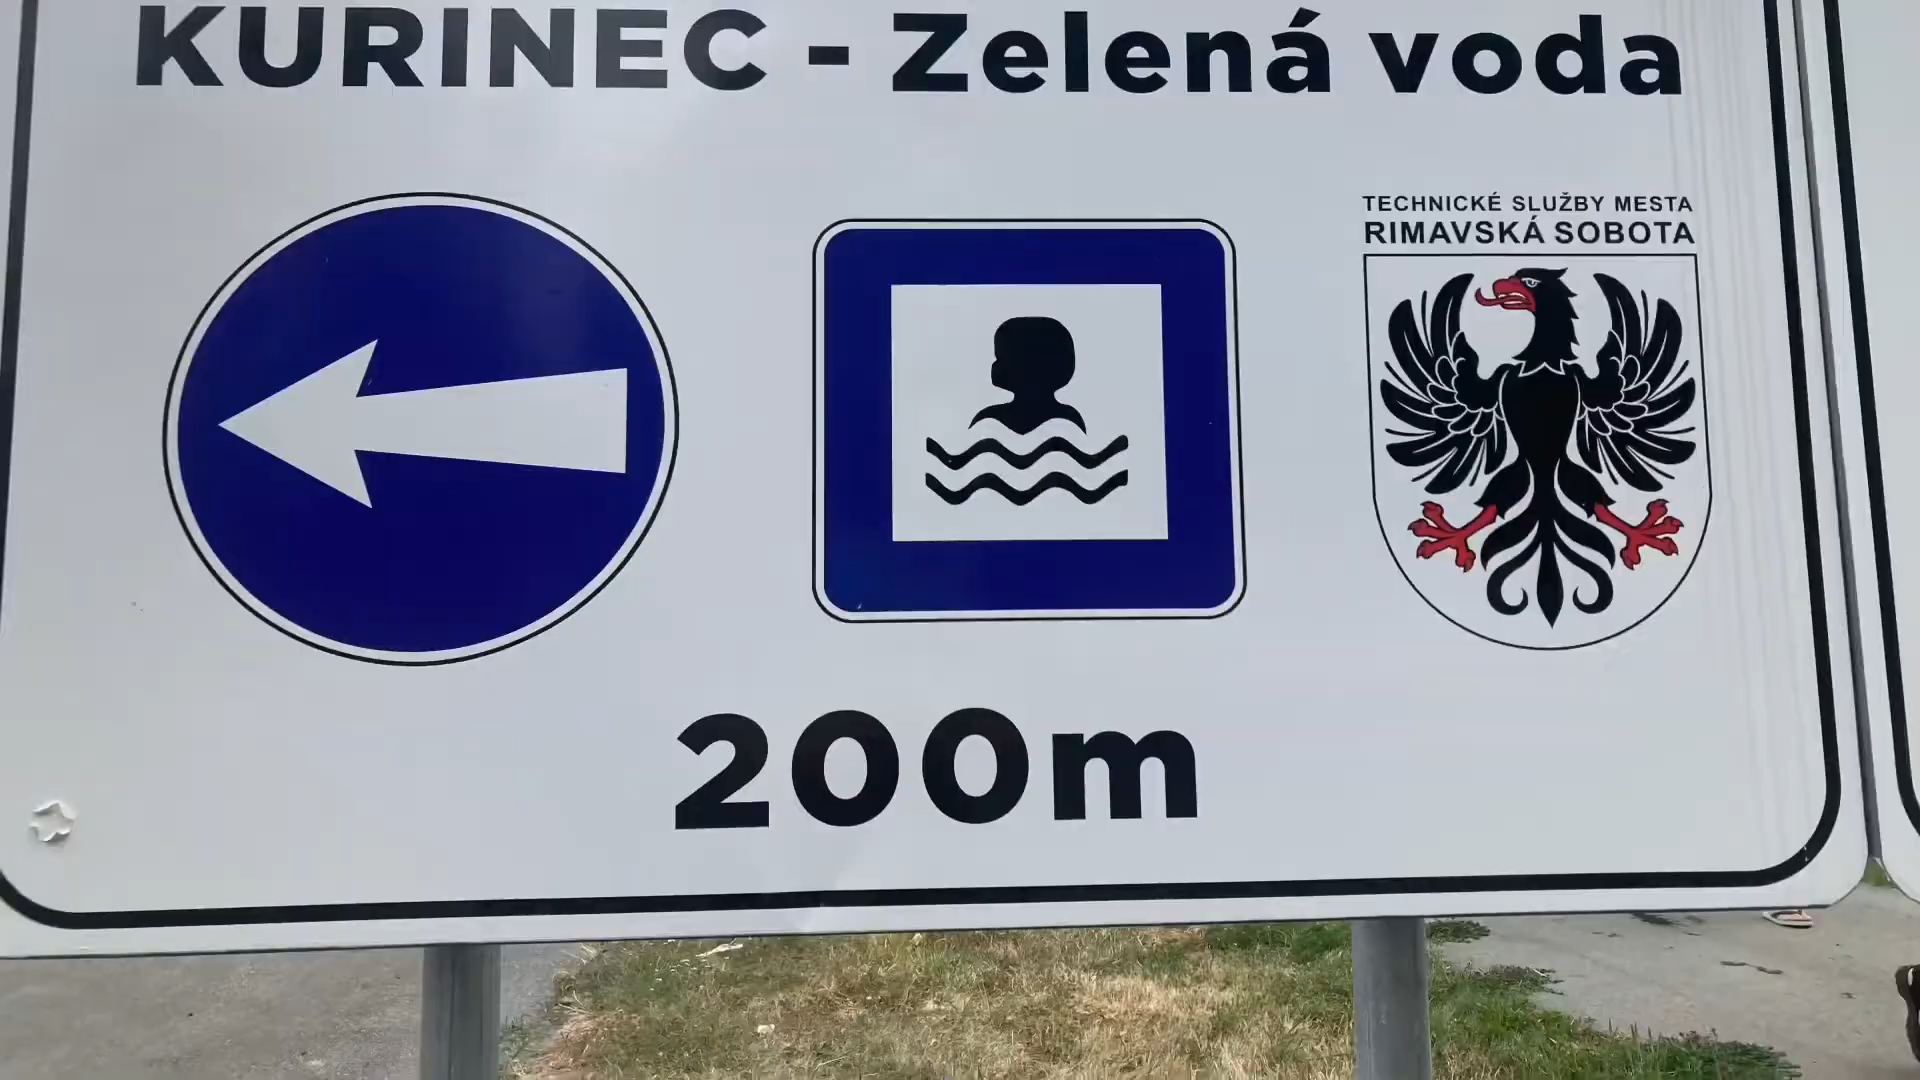 KURINEC - Zelená voda
TECHNICKÉ SLUŽBY MESTA
RIMAVSKÁ SOBOTA
200m